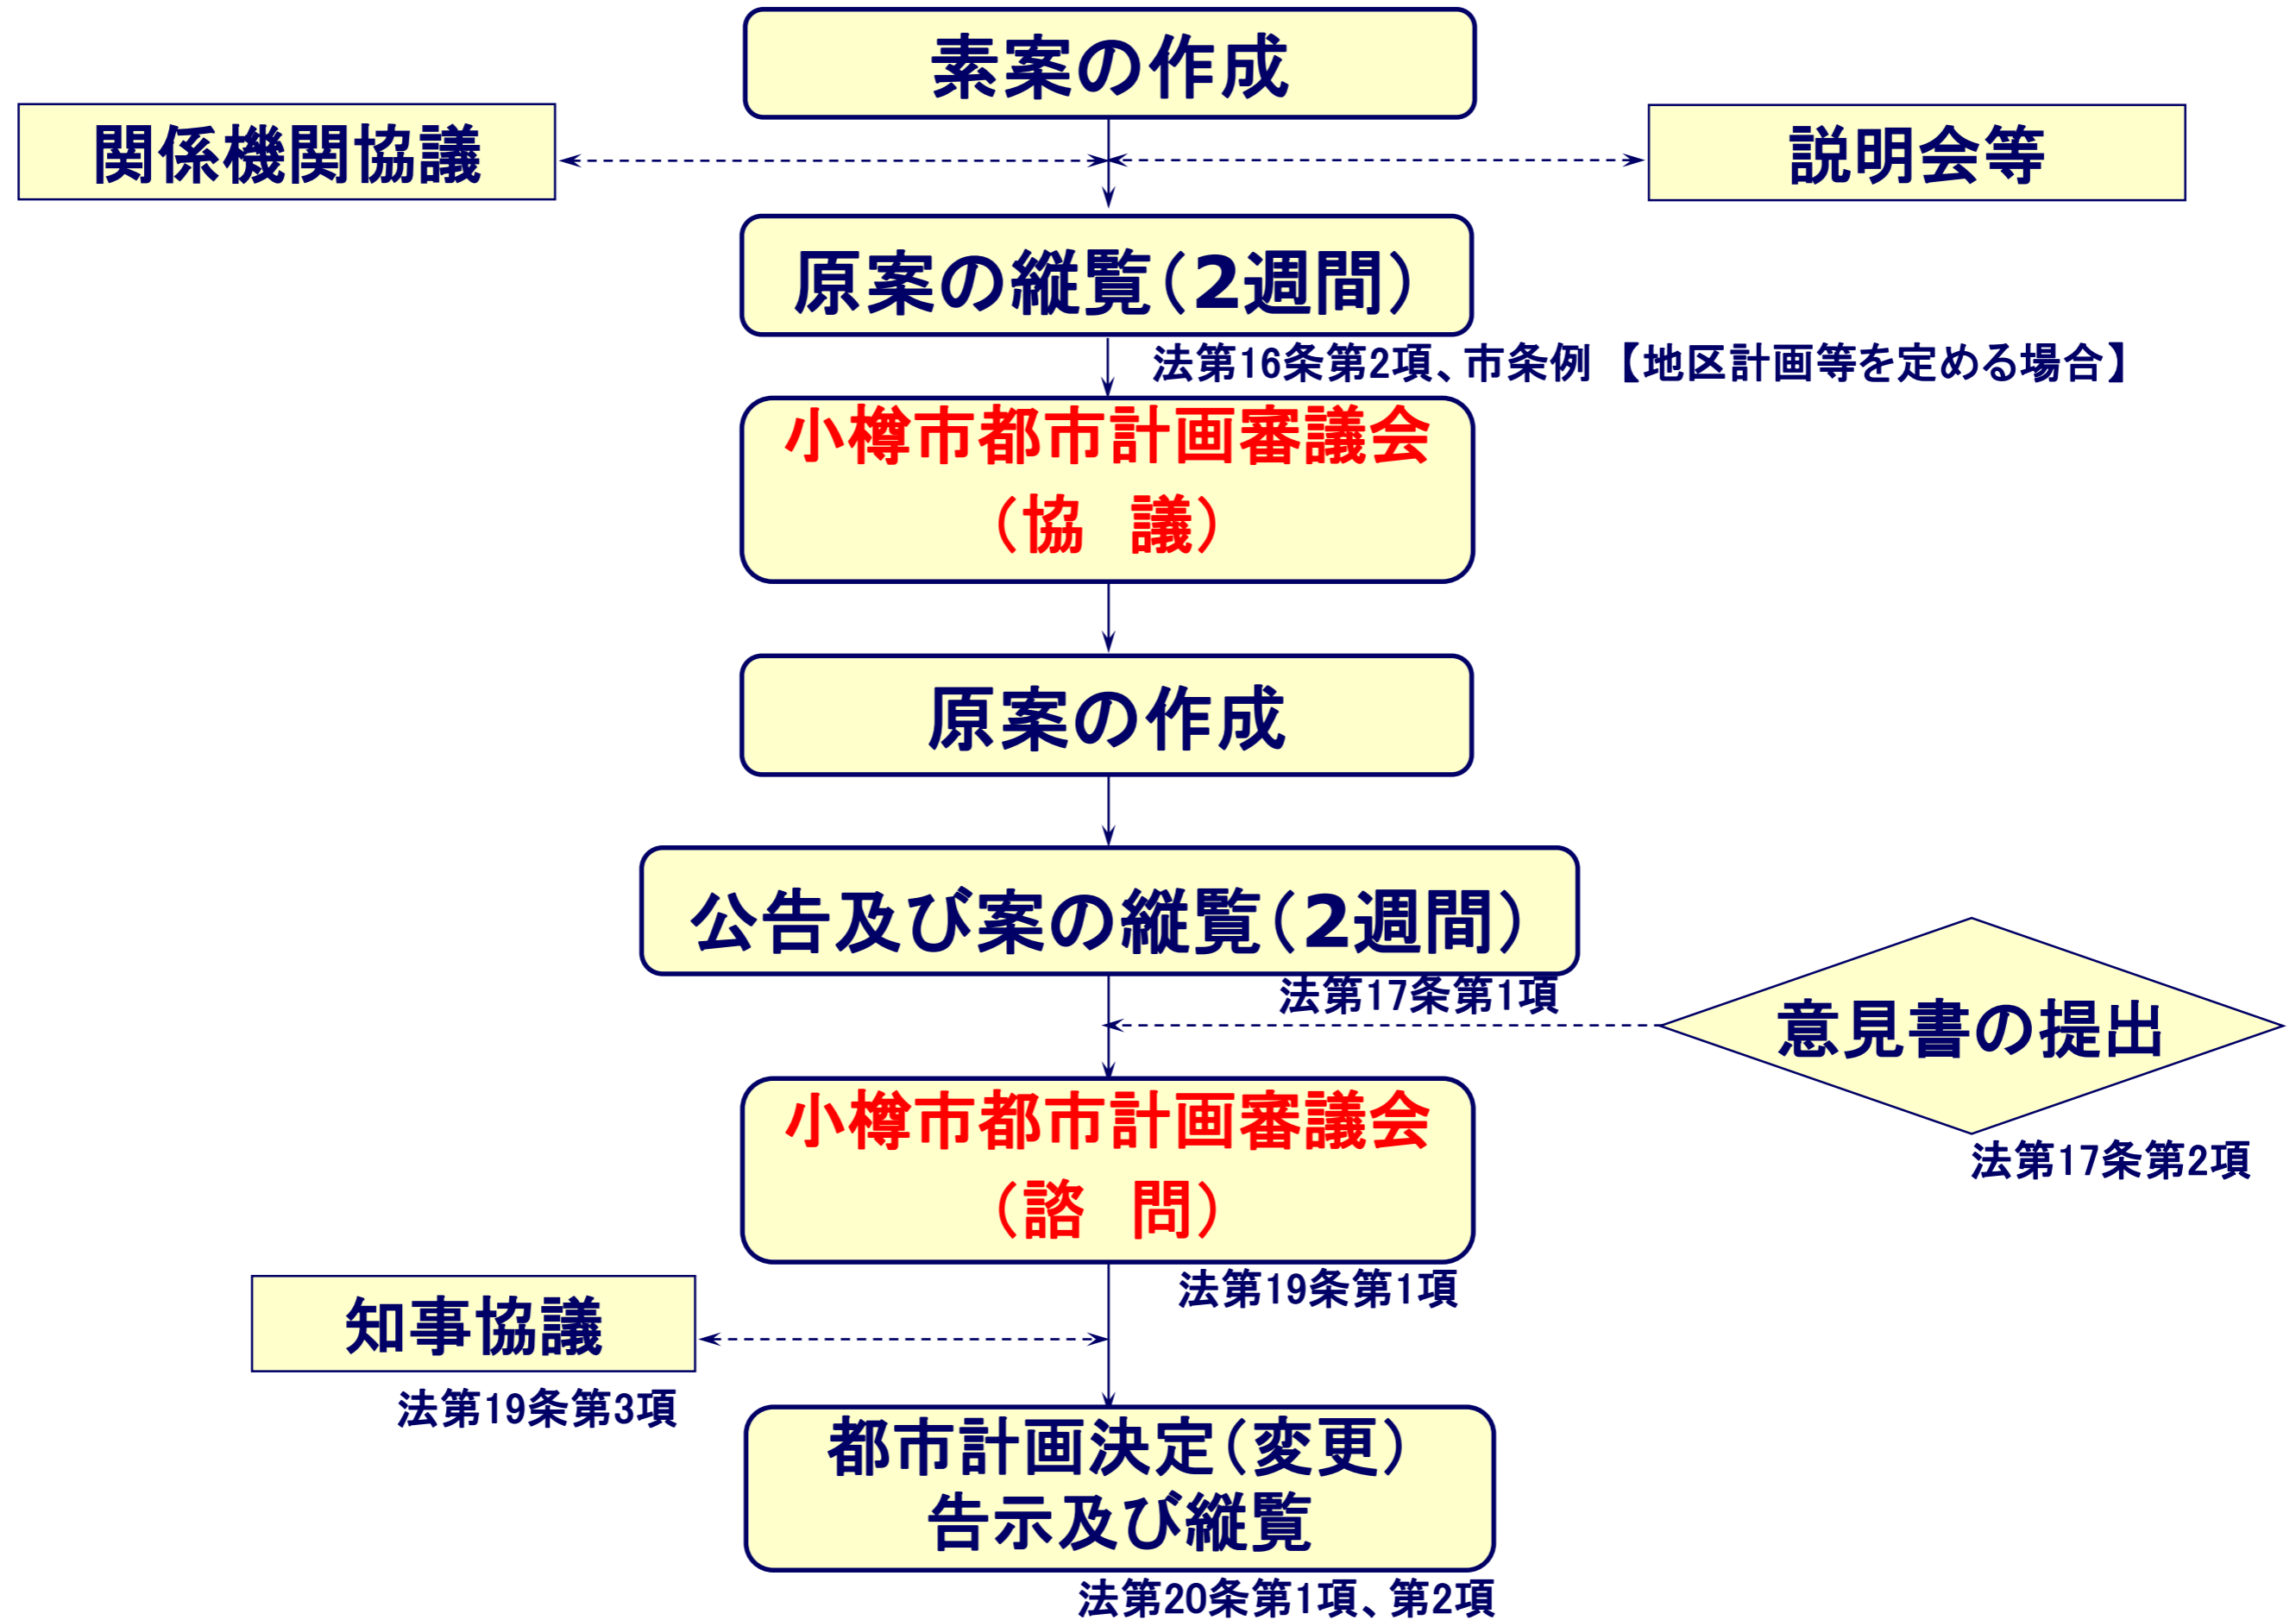 素案の作成
関係機関協議
説明会等
原案の縦覧（2週間）
法第16条第2項、市条例 【地区計画等を定める場合】
小樽市都市計画審議会
（協　議）
原案の作成
公告及び案の縦覧（2週間）
法第17条第1項
意見書の提出
法第17条第2項
小樽市都市計画審議会
（諮　問）
法第19条第1項
知事協議
法第19条第3項
都市計画決定（変更）
告示及び縦覧
法第20条第1項、第2項